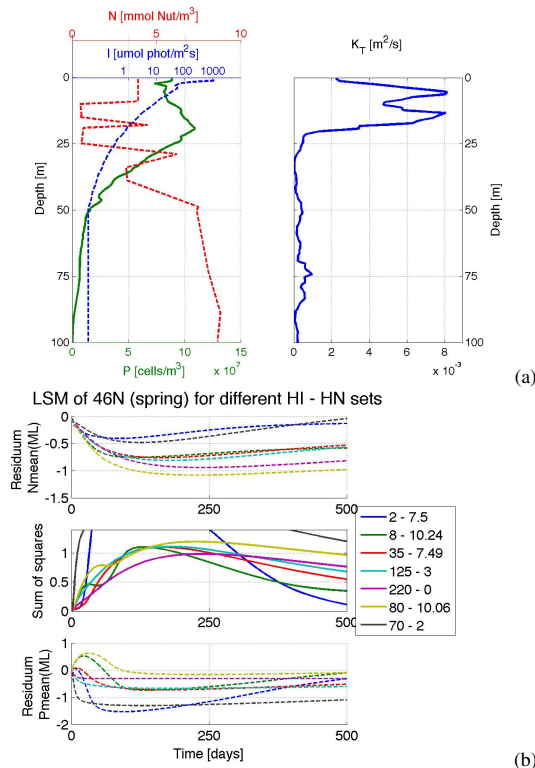 N [mmol Nut/m³]
0 5 10
I [umol phot/m²s]
1 10 100 1000
0
25
50
75
100
Depth [m]
0 5 10 15
P [cells/m³] x 10⁷
K_T [m²/s]
0
25
50
75
100
Depth [m]
0 2 4 6 8
x 10⁻³
(a)
LSM of 46N (spring) for different HI - HN sets
Residuum
Nmean(ML)
0
-0.5
-1
-1.5
0 250 500
Sum of squares
1
0.5
0
0 250 500
2 - 7.5
8 - 10.24
35 - 7.49
125 - 3
220 - 0
80 - 10.06
70 - 2
Residuum
Pmean(ML)
1
0
-1
-2
0 250 500
Time [days]
(b)